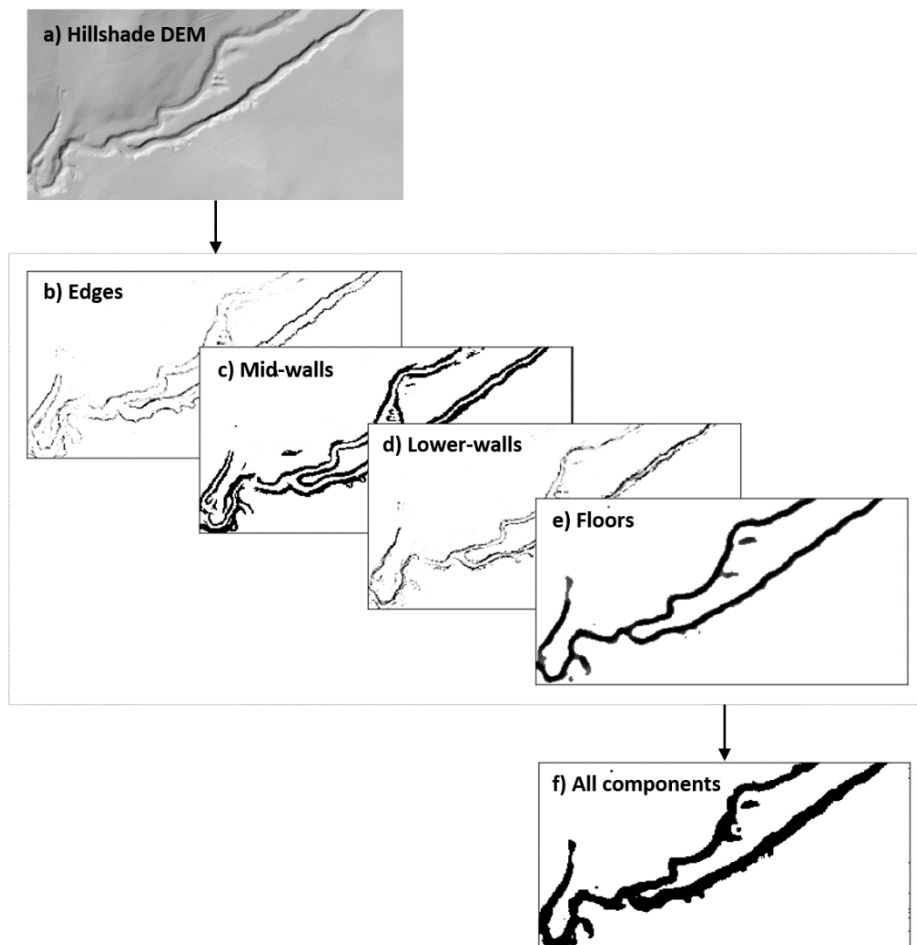 a) Hillshade DEM
b) Edges
c) Mid-walls
d) Lower-walls
e) Floors
f) All components